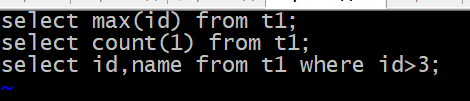 select max(id) from t1;
select count(1) from t1;
select id,name from t1 where id>3;
~